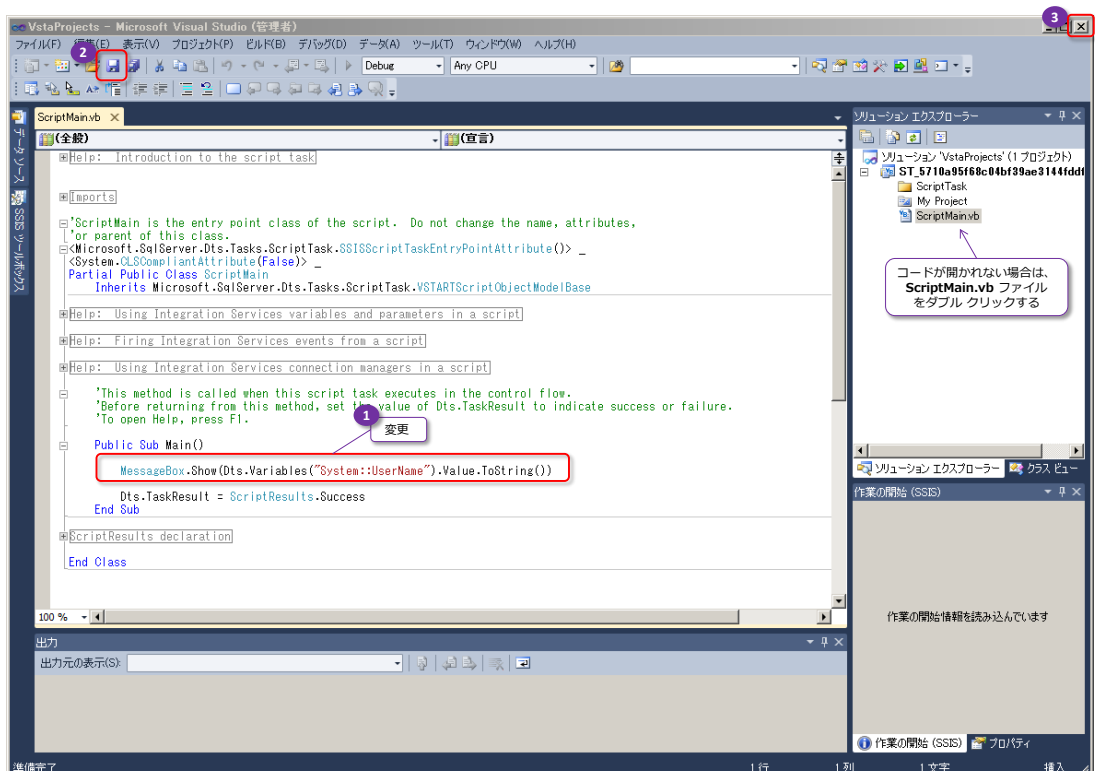 3
VstaProjects - Microsoft Visual Studio (管理者)
ファイル(F) 編集(E) 表示(V) プロジェクト(P) ビルド(B) デバッグ(D) データ(A) ツール(T) ウィンドウ(W) ヘルプ(H)
2
Debug Any CPU
データ ソース
SSIS ツールボックス
ScriptMain.vb
(全般) (宣言)
Help: Introduction to the script task
Imports
'ScriptMain is the entry point class of the script. Do not change the name, attributes,
'or parent of this class.
<Microsoft.SqlServer.Dts.Tasks.ScriptTask.SSISScriptTaskEntryPointAttribute()> _
<System.CLSCompliantAttribute(False)> _
Partial Public Class ScriptMain
Inherits Microsoft.SqlServer.Dts.Tasks.ScriptTask.VSTARTScriptObjectModelBase
Help: Using Integration Services variables and parameters in a script
Help: Firing Integration Services events from a script
Help: Using Integration Services connection managers in a script
'This method is called when this script task executes in the control flow.
'Before returning from this method, set the value of Dts.TaskResult to indicate success or failure.
'To open Help, press F1.
1
変更
Public Sub Main()
MessageBox.Show(Dts.Variables("System::UserName").Value.ToString())
Dts.TaskResult = ScriptResults.Success
End Sub
ScriptResults declaration
End Class
100 %
出力
出力元の表示(S):
ソリューション エクスプローラー
ソリューション 'VstaProjects' (1 プロジェクト)
ST_5710a95f68c04bf39ae3144fddf
ScriptTask
My Project
ScriptMain.vb
コードが開かれない場合は、
ScriptMain.vb ファイル
をダブル クリックする
ソリューション エクスプローラー クラス ビュー
作業の開始 (SSIS)
作業の開始情報を読み込んでいます
作業の開始 (SSIS) プロパティ
準備完了 1 行 1 列 1 文字 挿入